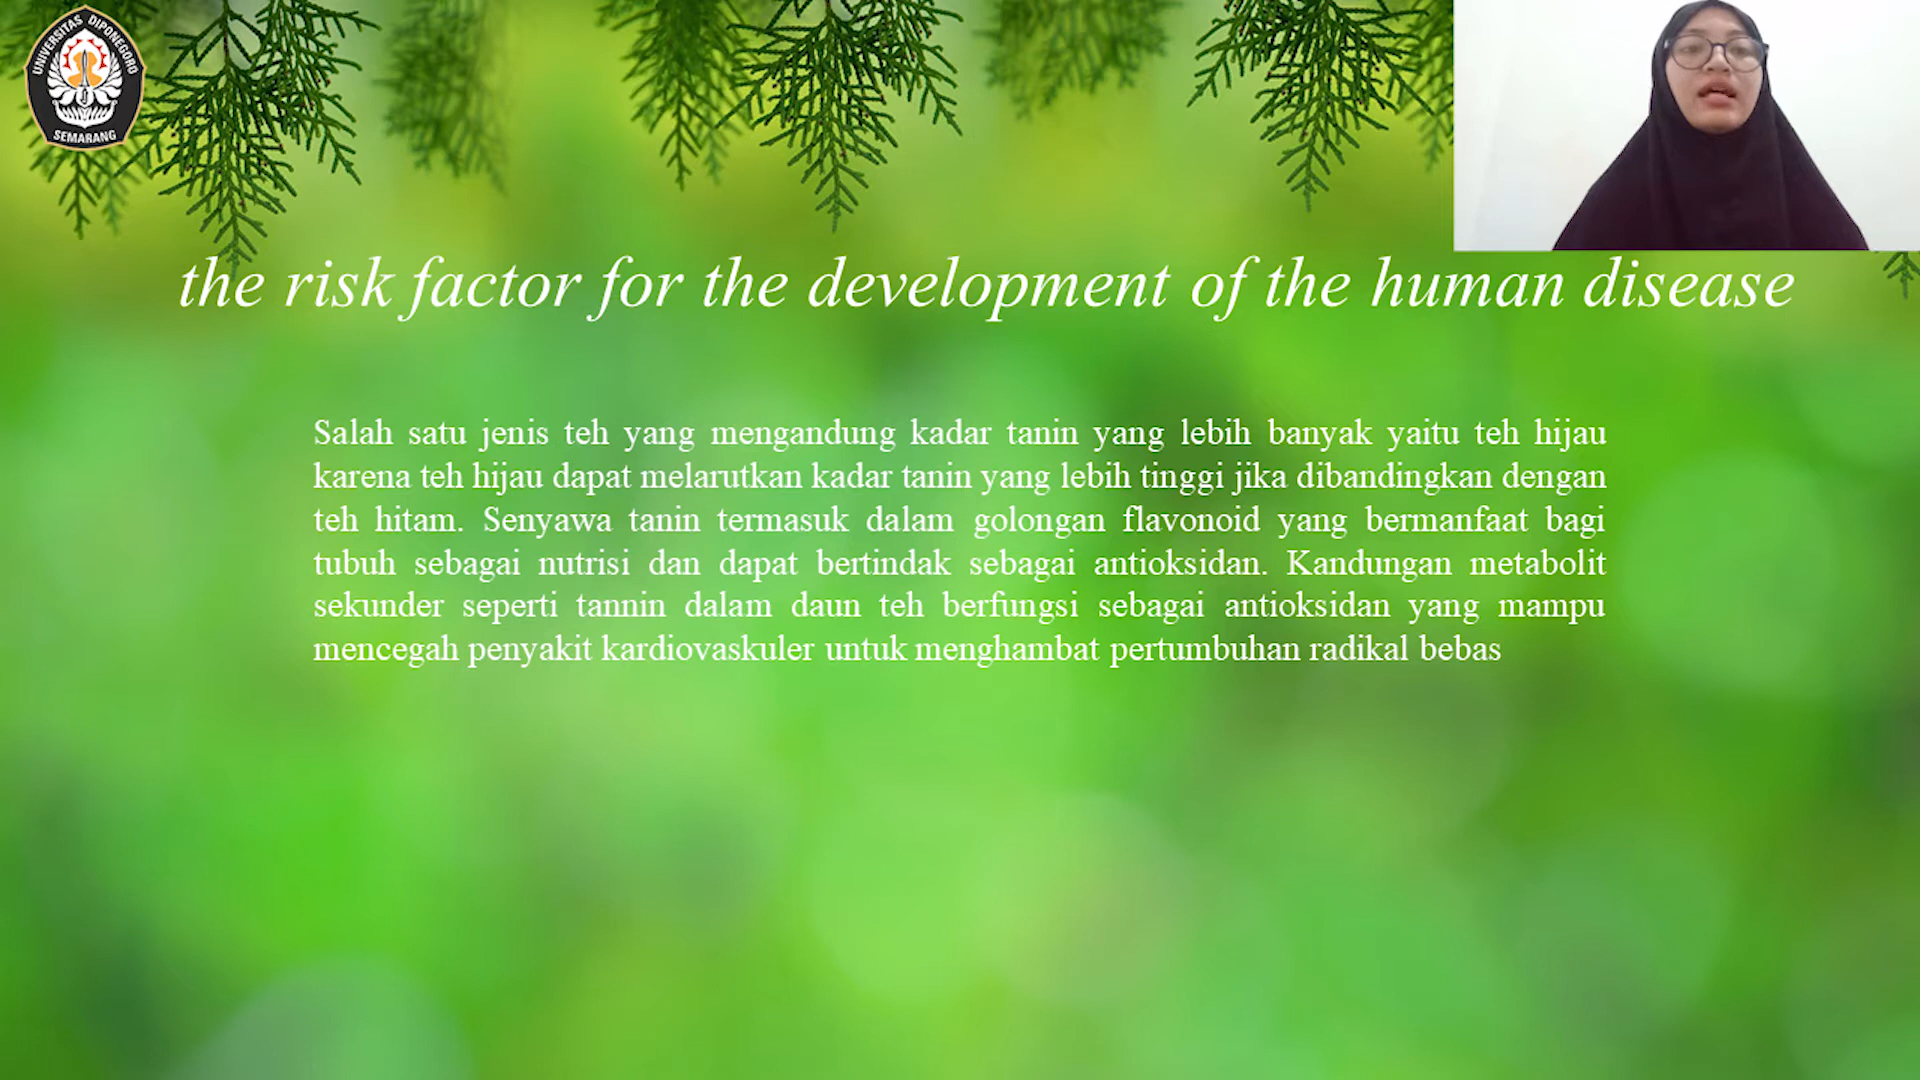 UNIVERSITAS DIPONEGORO
SEMARANG
the risk factor for the development of the human disease
Salah satu jenis teh yang mengandung kadar tanin yang lebih banyak yaitu teh hijau
karena teh hijau dapat melarutkan kadar tanin yang lebih tinggi jika dibandingkan dengan
teh hitam. Senyawa tanin termasuk dalam golongan flavonoid yang bermanfaat bagi
tubuh sebagai nutrisi dan dapat bertindak sebagai antioksidan. Kandungan metabolit
sekunder seperti tannin dalam daun teh berfungsi sebagai antioksidan yang mampu
mencegah penyakit kardiovaskuler untuk menghambat pertumbuhan radikal bebas